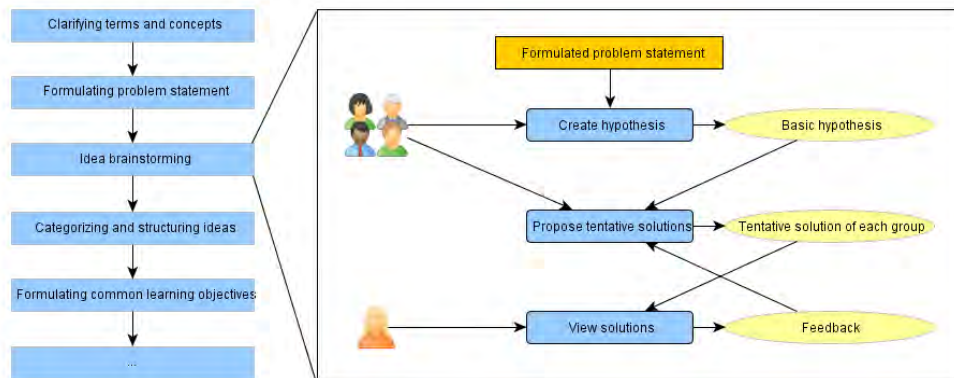 Clarifying terms and concepts
Formulating problem statement
Idea brainstorming
Categorizing and structuring ideas
Formulating common learning objectives
...
Formulated problem statement
Create hypothesis
Basic hypothesis
Propose tentative solutions
Tentative solution of each group
View solutions
Feedback